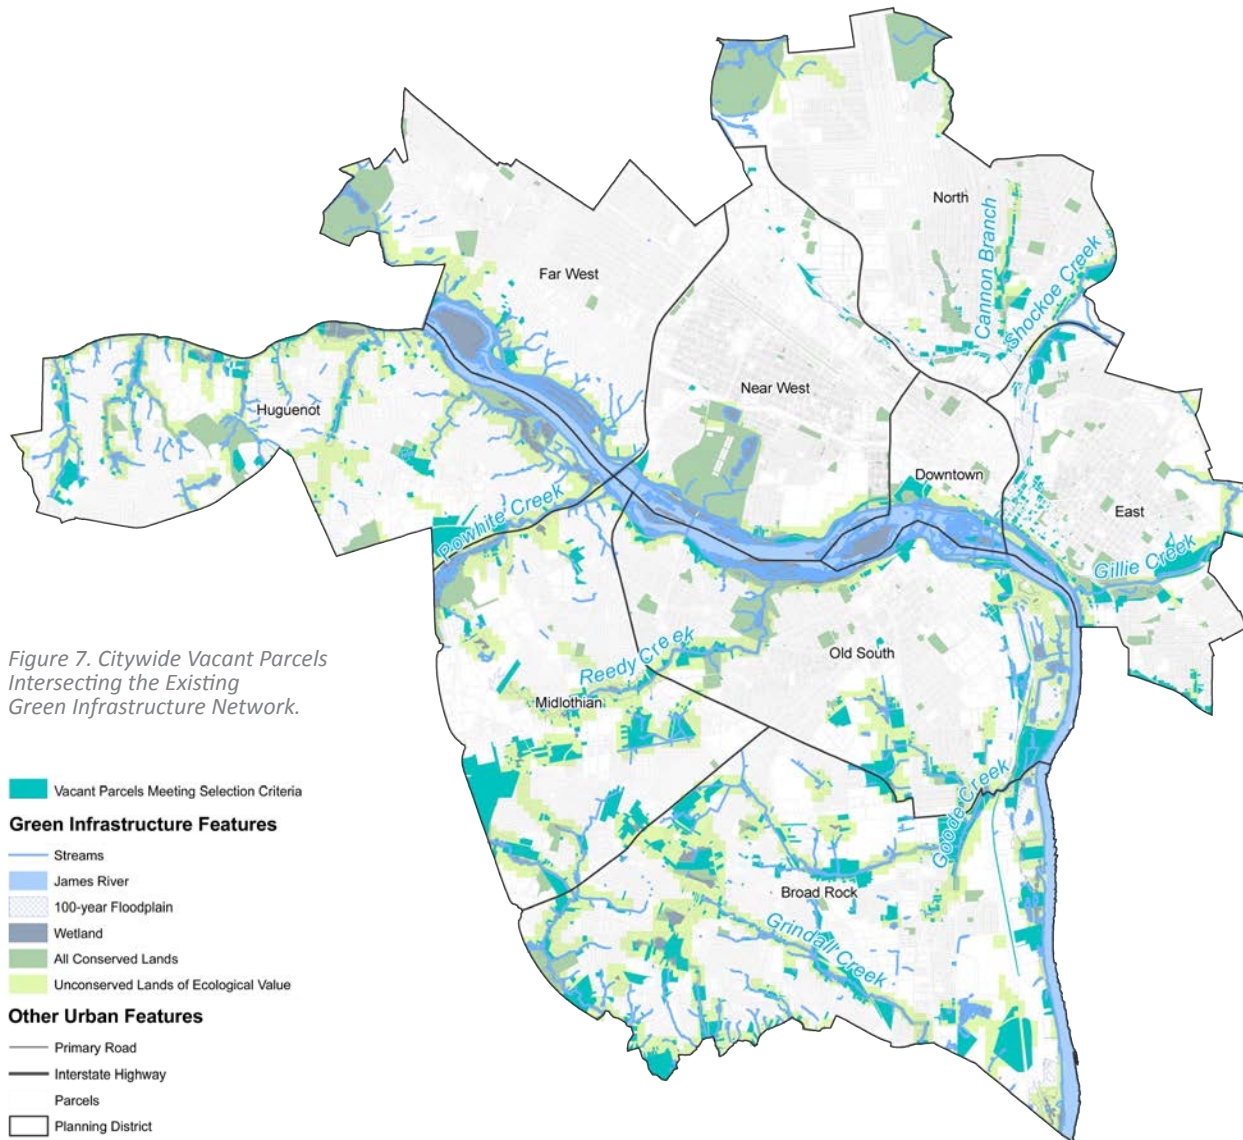 North
Cannon Branch
Shockoe Creek
Far West
Near West
Huguenot
Downtown
East
Powhite Creek
Gillie Creek
Reedy Creek
Old South
Midlothian
Goode Creek
Broad Rock
Grindall Creek
Figure 7. Citywide Vacant Parcels
Intersecting the Existing
Green Infrastructure Network.
Vacant Parcels Meeting Selection Criteria
Green Infrastructure Features
Streams
James River
100-year Floodplain
Wetland
All Conserved Lands
Unconserved Lands of Ecological Value
Other Urban Features
Primary Road
Interstate Highway
Parcels
Planning District